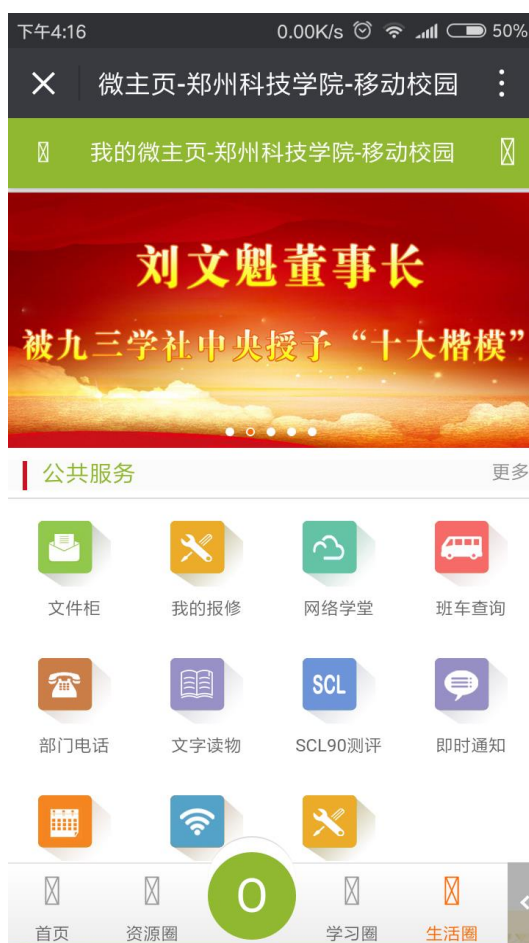 下午4:16 0.00K/s 50%
微主页-郑州科技学院-移动校园
我的微主页-郑州科技学院-移动校园
刘文魁董事长
被九三学社中央授予“十大楷模”
公共服务 更多
文件柜 我的报修 网络学堂 班车查询
SCL
部门电话 文字读物 SCL90测评 即时通知
O
首页 资源圈 学习圈 生活圈